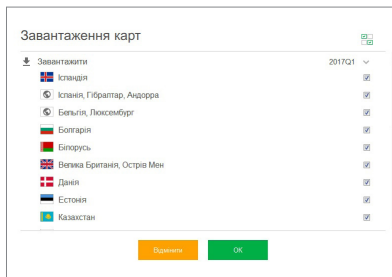 Завантаження карт
Завантажити 2017Q1
Ісландія
Іспанія, Гібралтар, Андорра
Бельгія, Люксембург
Болгарія
Білорусь
Велика Британія, Острів Мен
Данія
Естонія
Казахстан
Відмінити OK